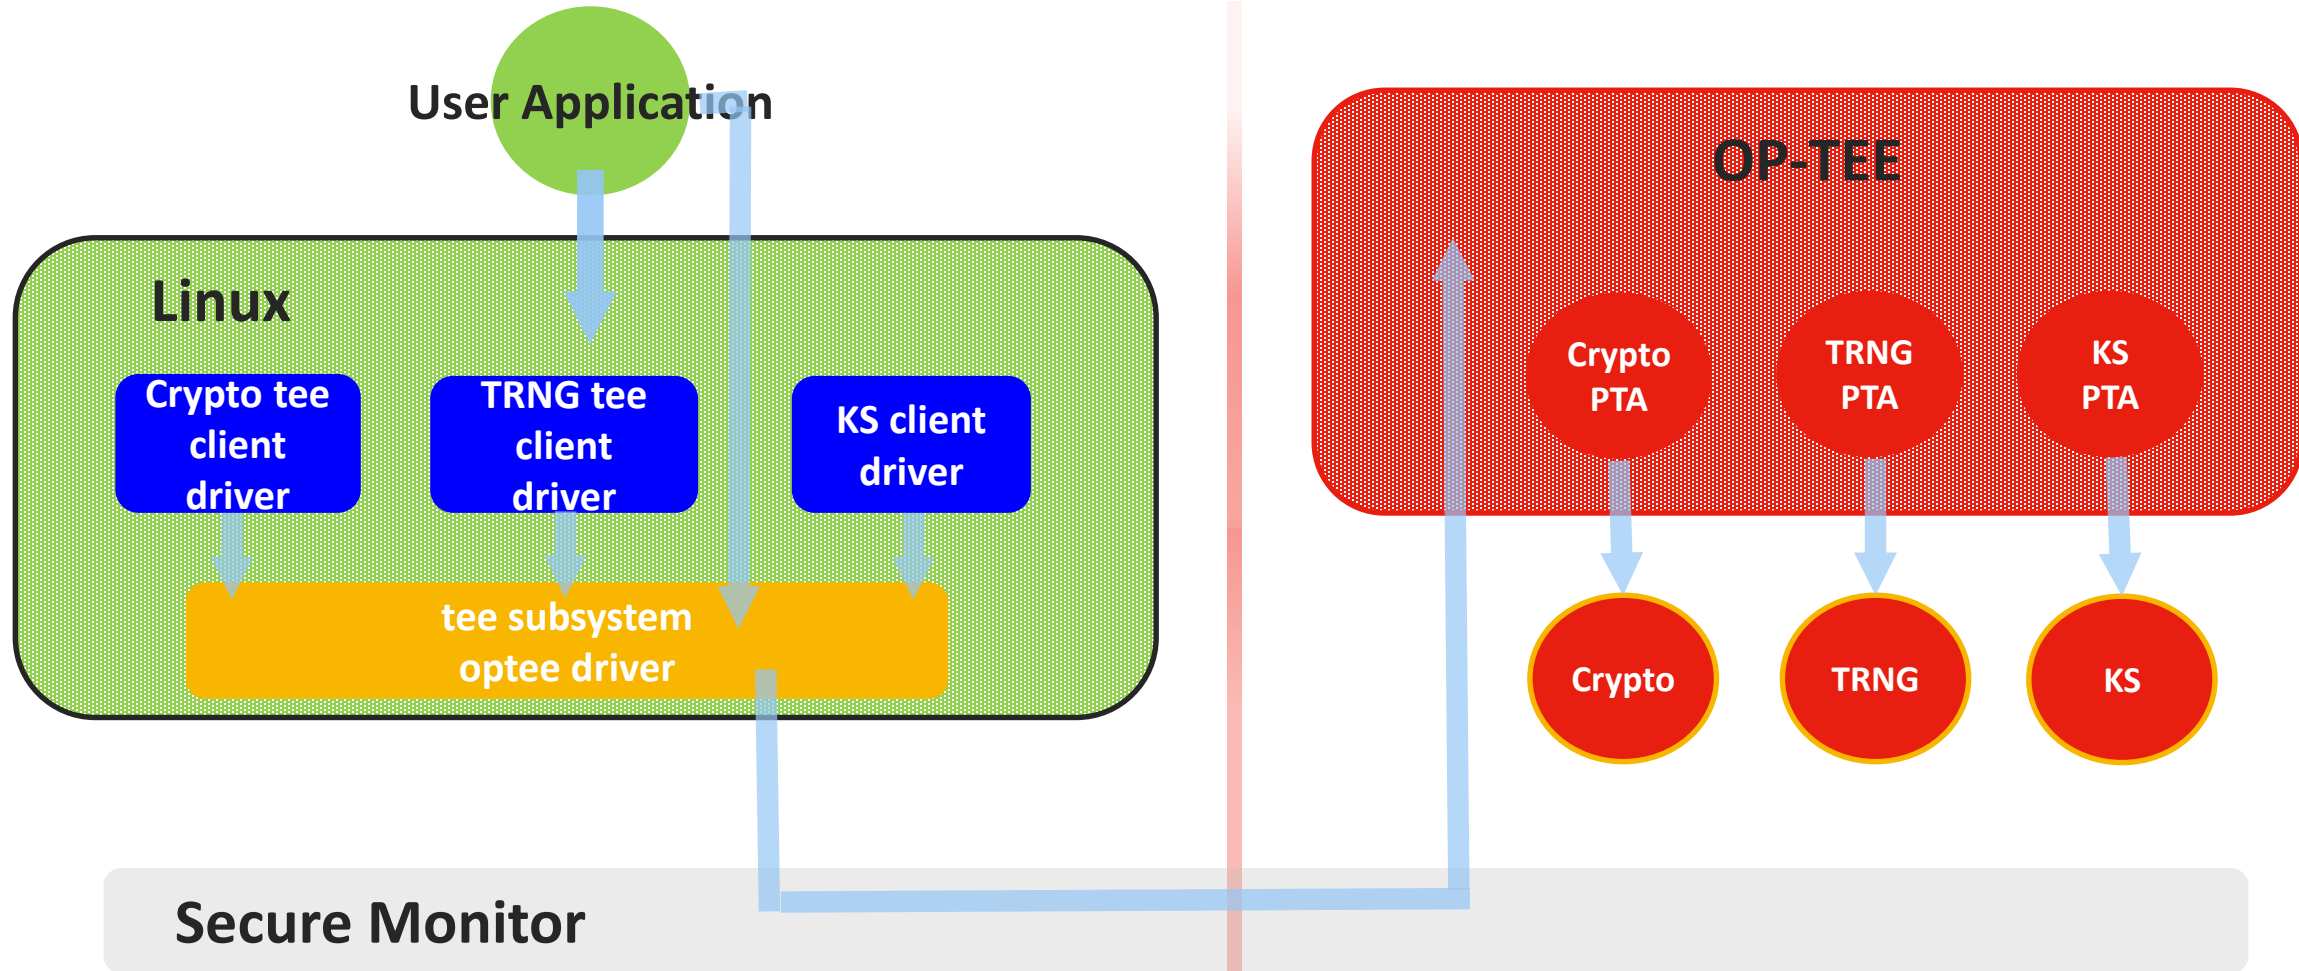 User Application
OP-TEE
Linux
Crypto tee
client
driver
TRNG tee
client
driver
KS client
driver
Crypto
PTA
TRNG
PTA
KS
PTA
tee subsystem
optee driver
Crypto
TRNG
KS
Secure Monitor